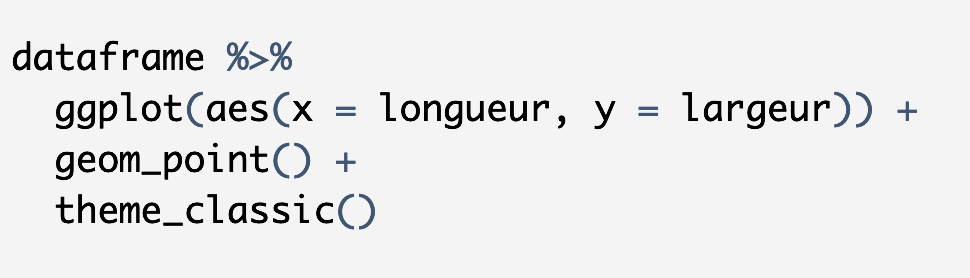 dataframe %>%
  ggplot(aes(x = longueur, y = largeur)) +
  geom_point() +
  theme_classic()